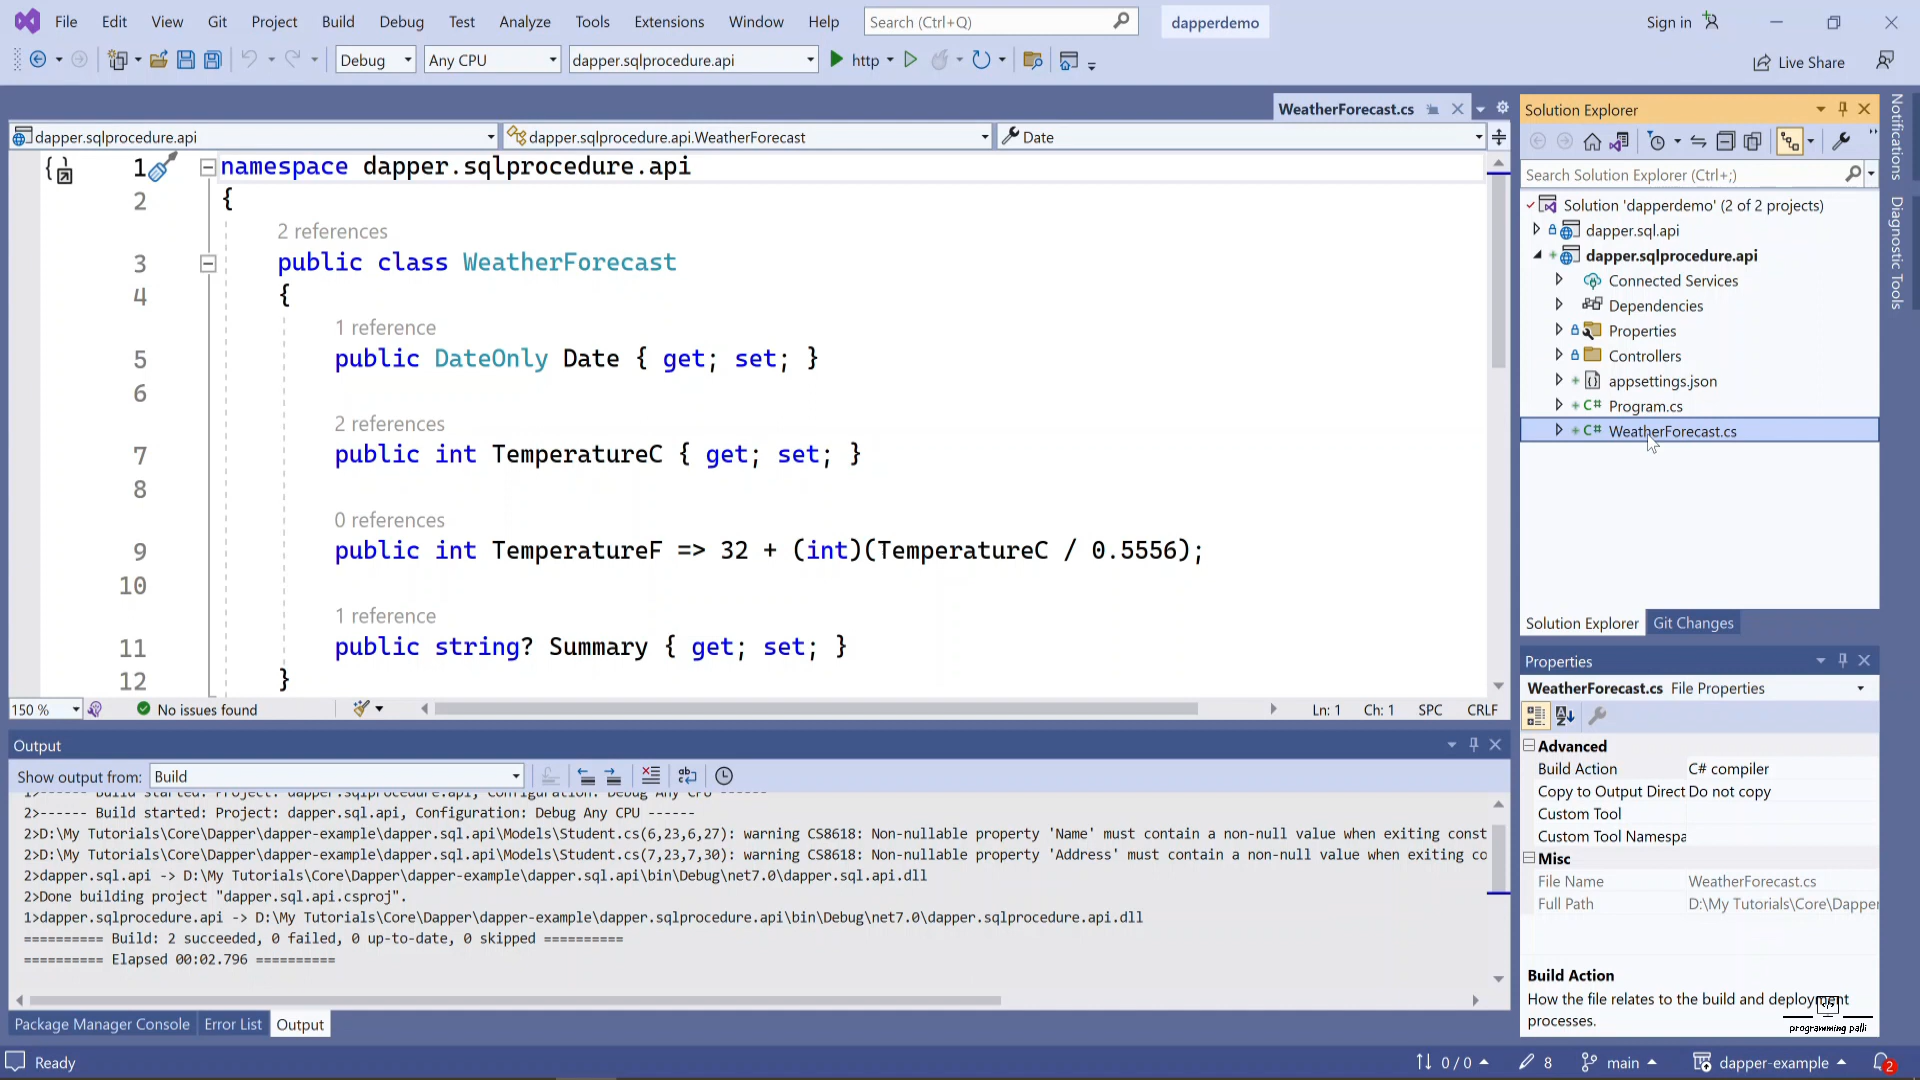 File Edit View Git Project Build Debug Test Analyze Tools Extensions Window Help Search (Ctrl+Q) dapperdemo Sign in
Debug Any CPU dapper.sqlprocedure.api http Live Share
WeatherForecast.cs
dapper.sqlprocedure.api dapper.sqlprocedure.api.WeatherForecast Date
1 namespace dapper.sqlprocedure.api
2 {
2 references
3 public class WeatherForecast
4 {
1 reference
5 public DateOnly Date { get; set; }
6
2 references
7 public int TemperatureC { get; set; }
8
0 references
9 public int TemperatureF => 32 + (int)(TemperatureC / 0.5556);
10
1 reference
11 public string? Summary { get; set; }
12 }
150 % No issues found Ln: 1 Ch: 1 SPC CRLF
Output
Show output from: Build
1>------ Build started: Project: dapper.sqlprocedure.api, Configuration: Debug Any CPU ------
2>------ Build started: Project: dapper.sql.api, Configuration: Debug Any CPU ------
2>D:\My Tutorials\Core\Dapper\dapper-example\dapper.sql.api\Models\Student.cs(6,23,6,27): warning CS8618: Non-nullable property 'Name' must contain a non-null value when exiting const
2>D:\My Tutorials\Core\Dapper\dapper-example\dapper.sql.api\Models\Student.cs(7,23,7,30): warning CS8618: Non-nullable property 'Address' must contain a non-null value when exiting co
2>dapper.sql.api -> D:\My Tutorials\Core\Dapper\dapper-example\dapper.sql.api\bin\Debug\net7.0\dapper.sql.api.dll
2>Done building project "dapper.sql.api.csproj".
1>dapper.sqlprocedure.api -> D:\My Tutorials\Core\Dapper\dapper-example\dapper.sqlprocedure.api\bin\Debug\net7.0\dapper.sqlprocedure.api.dll
========== Build: 2 succeeded, 0 failed, 0 up-to-date, 0 skipped ==========
========== Elapsed 00:02.796 ==========
Package Manager Console Error List Output
Solution Explorer
Search Solution Explorer (Ctrl+;)
Solution 'dapperdemo' (2 of 2 projects)
dapper.sql.api
dapper.sqlprocedure.api
Connected Services
Dependencies
Properties
Controllers
appsettings.json
C# Program.cs
C# WeatherForecast.cs
Solution Explorer Git Changes
Properties
WeatherForecast.cs File Properties
Advanced
Build Action C# compiler
Copy to Output Direct Do not copy
Custom Tool
Custom Tool Namespa
Misc
File Name WeatherForecast.cs
Full Path D:\My Tutorials\Core\Dapper
Build Action
How the file relates to the build and deployment
processes.
programming palli
Notifications
Diagnostic Tools
Ready 0 / 0 8 main dapper-example 2